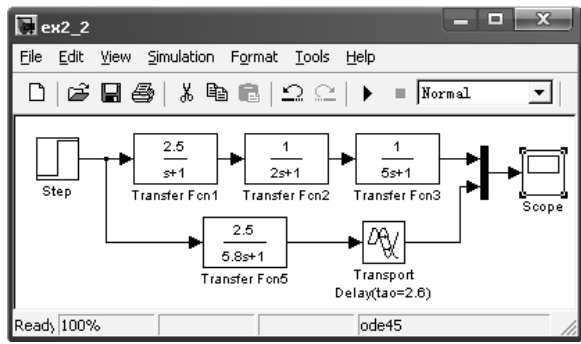 ex2_2
File Edit View Simulation Format Tools Help
Normal
2.5
s+1
1
2s+1
1
5s+1
Step
Transfer Fcn1
Transfer Fcn2
Transfer Fcn3
Scope
2.5
5.8s+1
Transfer Fcn5
Transport
Delay(tao=2.6)
Ready 100% ode45